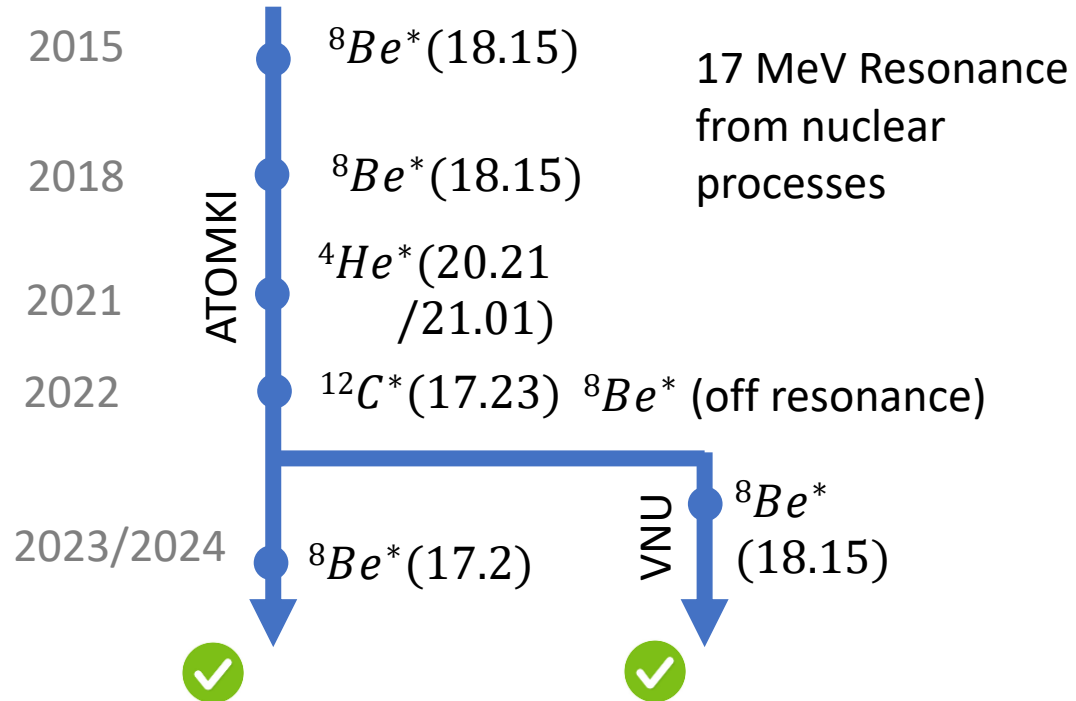 2015
⁸Be*(18.15)
17 MeV Resonance
from nuclear
processes
2018
⁸Be*(18.15)
ATOMKI
2021
⁴He*(20.21
/21.01)
2022
¹²C*(17.23) ⁸Be* (off resonance)
2023/2024
⁸Be*(17.2)
VNU
⁸Be*
(18.15)